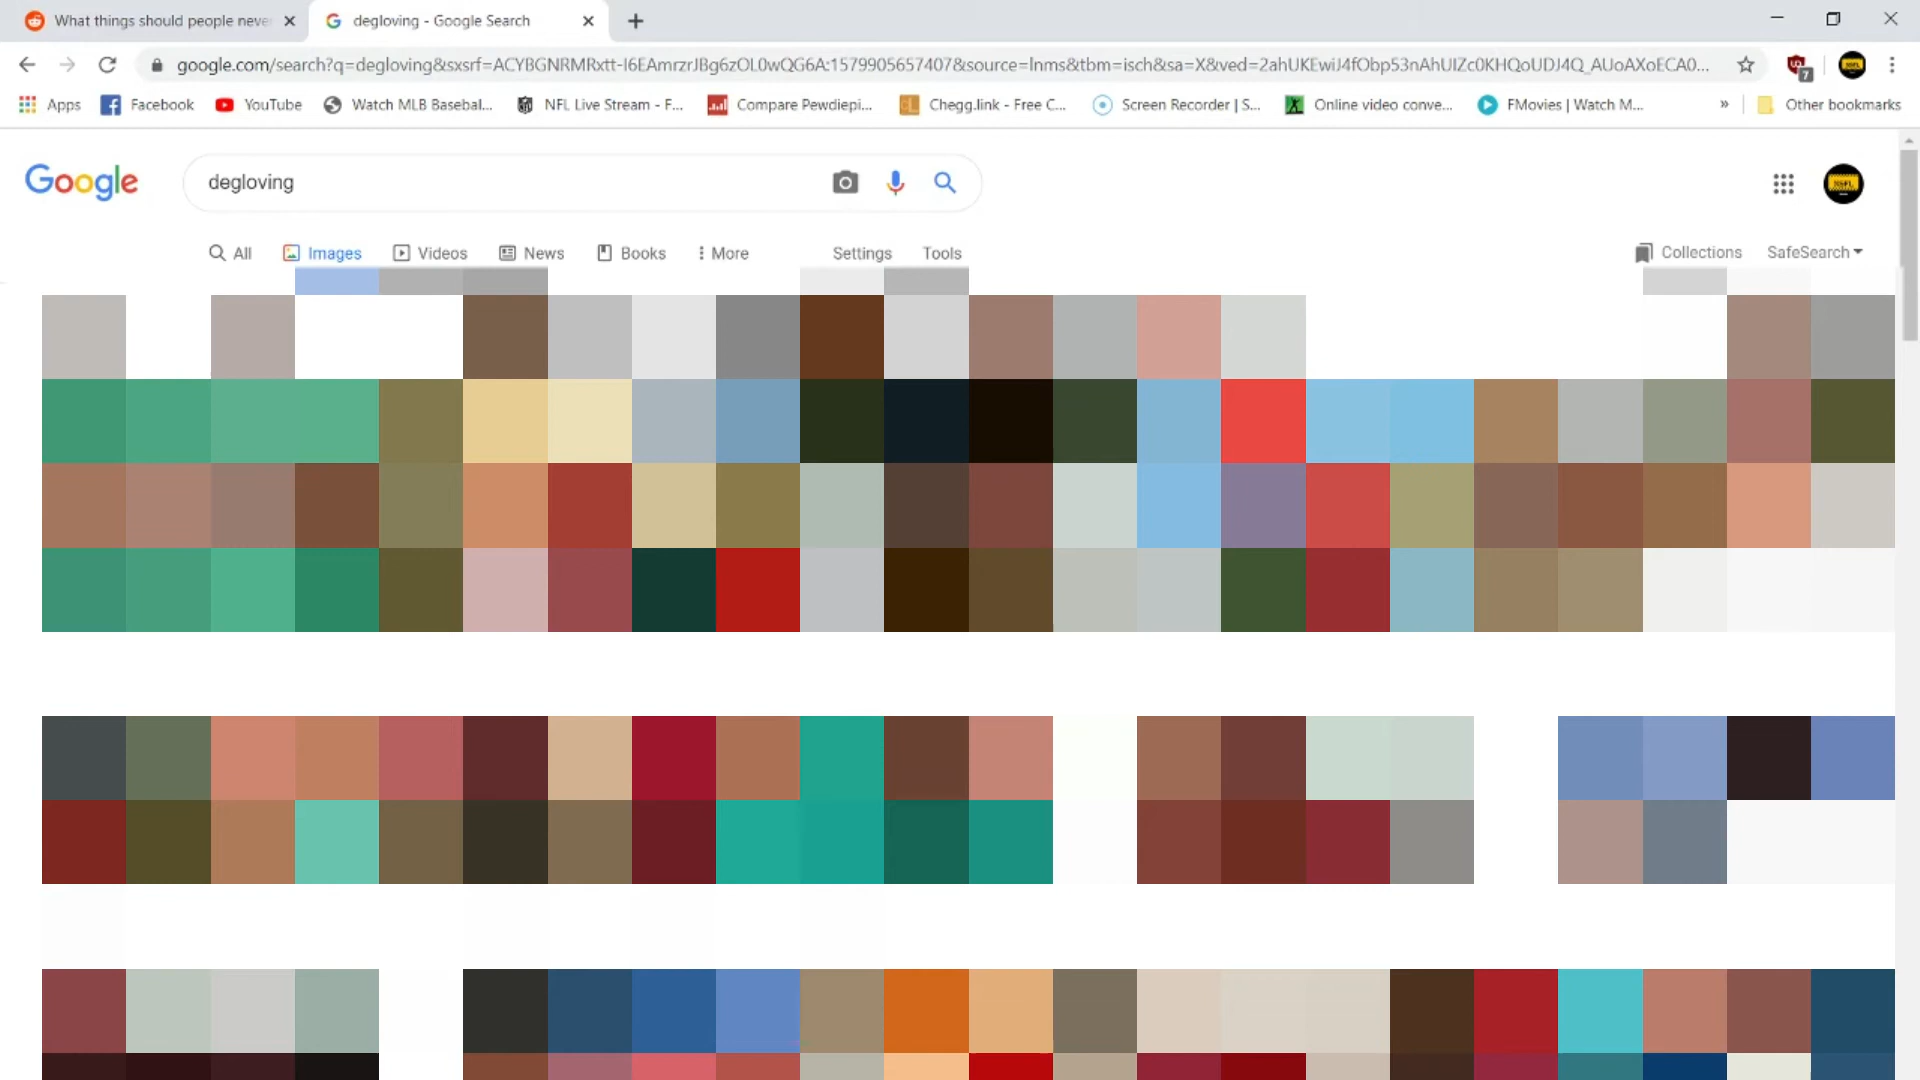 What things should people neve
degloving - Google Search
google.com/search?q=degloving&sxsrf=ACYBGNRMRxtt-I6EAmrzrJBg6zOL0wQG6A:1579905657407&source=lnms&tbm=isch&sa=X&ved=2ahUKEwiJ4fObp53nAhUIZc0KHQoUDJ4Q_AUoAXoECA0...
7
Apps
Facebook
YouTube
Watch MLB Basebal...
NFL Live Stream - F...
Compare Pewdiepi...
Chegg.link - Free C...
Screen Recorder | S...
Online video conve...
FMovies | Watch M...
»
Other bookmarks
Google
degloving
All
Images
Videos
News
Books
More
Settings
Tools
Collections
SafeSearch